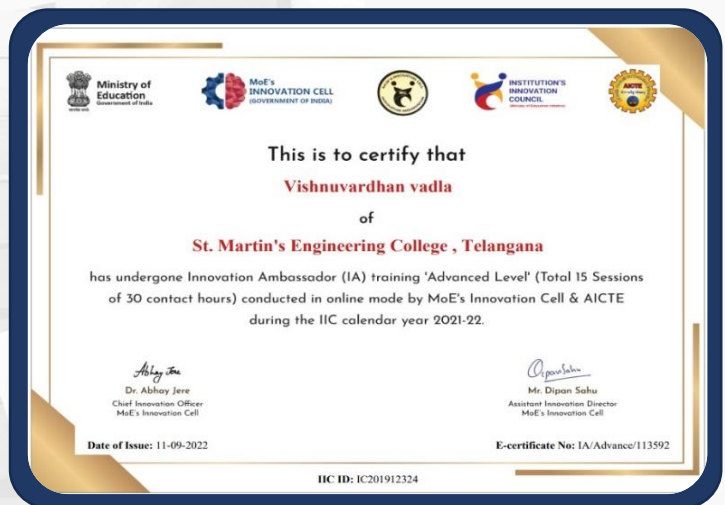 Ministry of
Education
Government of India
MoE's
INNOVATION CELL
(GOVERNMENT OF INDIA)
INSTITUTION'S
INNOVATION
COUNCIL
AICTE
This is to certify that
Vishnuvardhan vadla
of
St. Martin's Engineering College , Telangana
has undergone Innovation Ambassador (IA) training 'Advanced Level' (Total 15 Sessions
of 30 contact hours) conducted in online mode by MoE's Innovation Cell & AICTE
during the IIC calendar year 2021-22.
Dr. Abhay Jere
Chief Innovation Officer
MoE's Innovation Cell
Mr. Dipan Sahu
Assistant Innovation Director
MoE's Innovation Cell
Date of Issue: 11-09-2022
E-certificate No: IA/Advance/113592
IIC ID: IC201912324